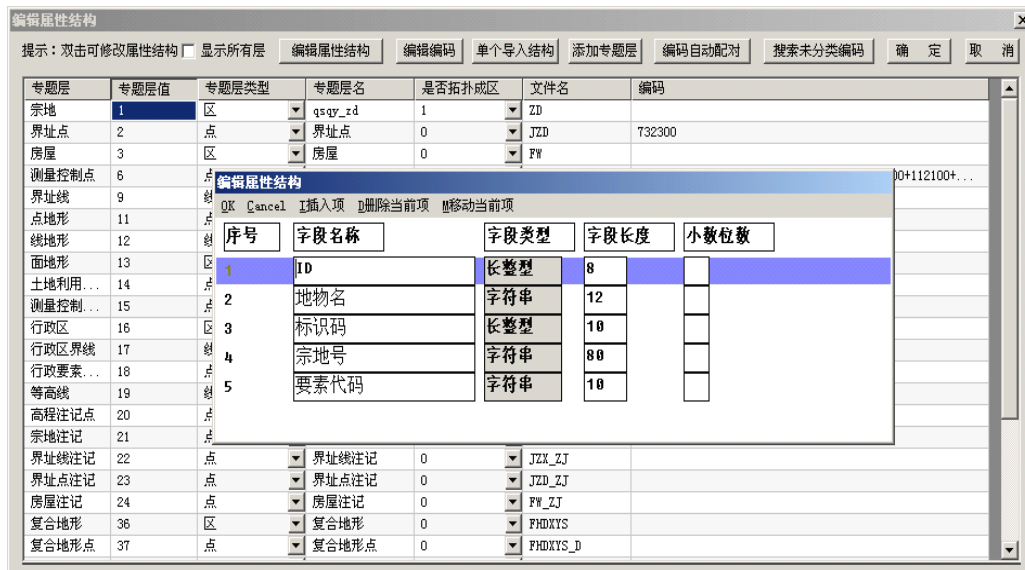 编辑属性结构
提示：双击可修改属性结构 显示所有层 编辑属性结构 编辑编码 单个导入结构 添加专题层 编码自动配对 搜索未分类编码 确 定 取 消
专题层 专题层值 专题层类型 专题层名 是否拓扑成区 文件名 编码
宗地 1 区 qsqy_zd 1 ZD
界址点 2 点 界址点 0 JZD 732300
房屋 3 区 房屋 0 FW
测量控制点 6 点 00+112100+...
界址线 9 线
点地形 11 点
线地形 12 线
面地形 13 区
土地利用... 14 点
测量控制... 15 点
行政区 16 区
行政区界线 17 线
行政要素... 18 点
等高线 19 线
高程注记点 20 点
宗地注记 21 点
界址线注记 22 点 界址线注记 0 JZX_ZJ
界址点注记 23 点 界址点注记 0 JZD_ZJ
房屋注记 24 点 房屋注记 0 FW_ZJ
复合地形 36 区 复合地形 0 FHDXYS
复合地形点 37 点 复合地形点 0 FHDXYS_D
编辑属性结构
OK Cancel I插入项 D删除当前项 M移动当前项
序号 字段名称 字段类型 字段长度 小数位数
1 ID 长整型 8
2 地物名 字符串 12
3 标识码 长整型 10
4 宗地号 字符串 80
5 要素代码 字符串 10